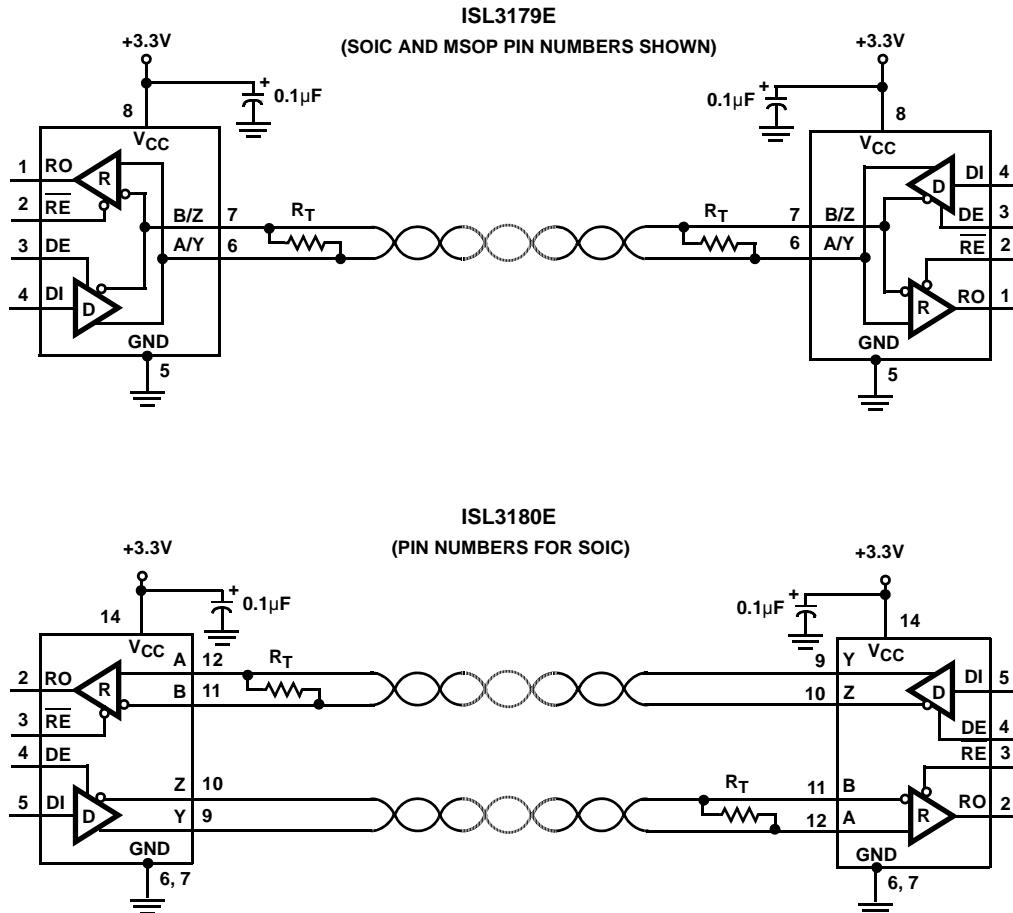 ISL3179E
(SOIC AND MSOP PIN NUMBERS SHOWN)
+3.3V
+
0.1µF
8
VCC
1 RO
R
2 RE
3 DE
4 DI
D
B/Z 7
A/Y 6
GND
5
RT
RT
+3.3V
+
0.1µF
8
VCC
7 B/Z
6 A/Y
D
DI 4
DE 3
RE 2
R
RO 1
GND
5
ISL3180E
(PIN NUMBERS FOR SOIC)
+3.3V
+
0.1µF
14
VCC
A 12
B 11
RT
2 RO
R
3 RE
4 DE
5 DI
D
Z 10
Y 9
GND
6, 7
+3.3V
+
0.1µF
14
VCC
9 Y
10 Z
D
DI 5
DE 4
RE 3
RT
11 B
12 A
R
RO 2
GND
6, 7